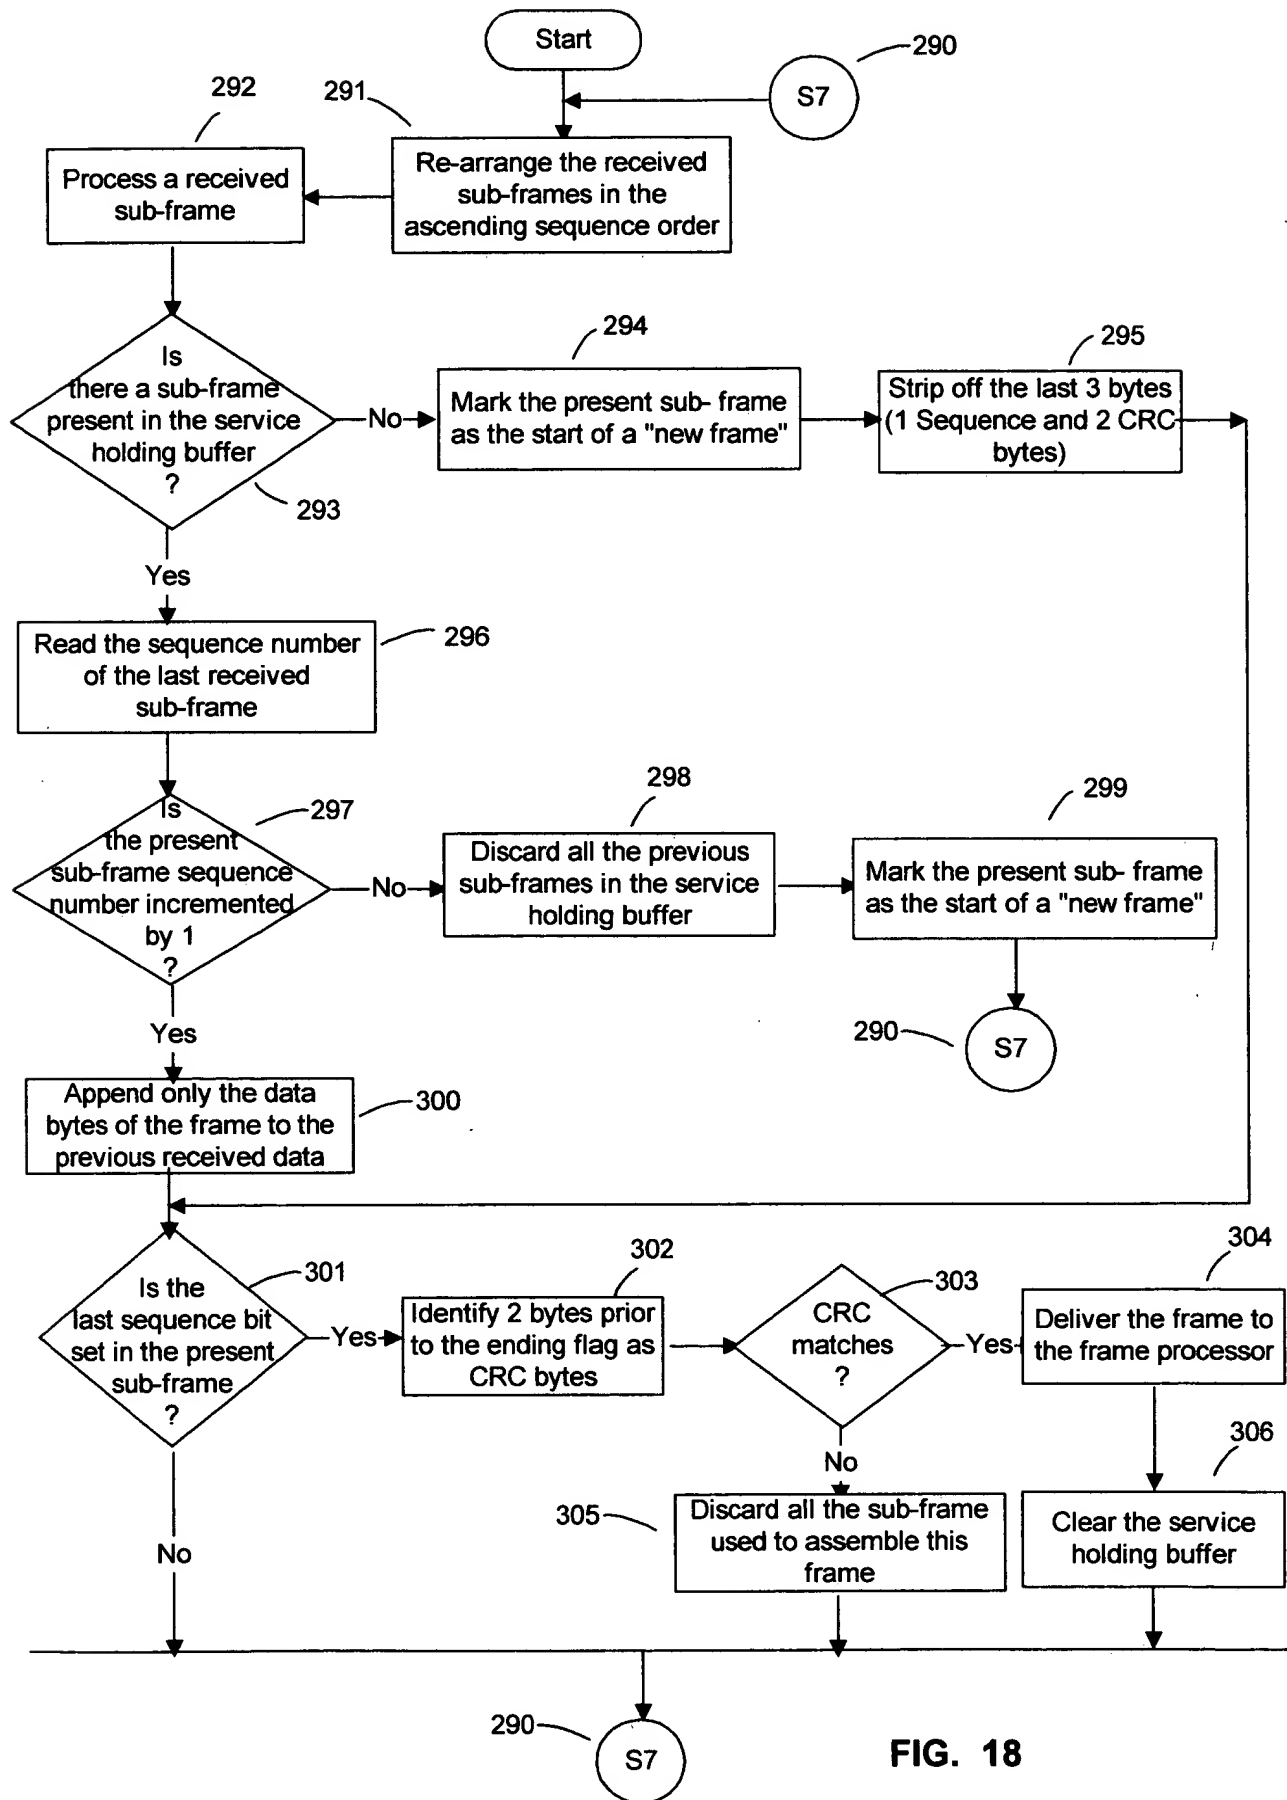 Start
290
S7
292
291
Process a received
sub-frame
Re-arrange the received
sub-frames in the
ascending sequence order
Is
there a sub-frame
present in the service
holding buffer
?
293
No
294
Mark the present sub- frame
as the start of a "new frame"
295
Strip off the last 3 bytes
(1 Sequence and 2 CRC
bytes)
Yes
Read the sequence number
of the last received
sub-frame
296
Is
the present
sub-frame sequence
number incremented
by 1
?
297
No
298
Discard all the previous
sub-frames in the service
holding buffer
299
Mark the present sub- frame
as the start of a "new frame"
290
S7
Yes
Append only the data
bytes of the frame to the
previous received data
300
Is the
last sequence bit
set in the present
sub-frame
?
301
Yes
302
Identify 2 bytes prior
to the ending flag as
CRC bytes
CRC
matches
?
303
Yes
304
Deliver the frame to
the frame processor
No
No
305
Discard all the sub-frame
used to assemble this
frame
306
Clear the service
holding buffer
290
S7
FIG. 18